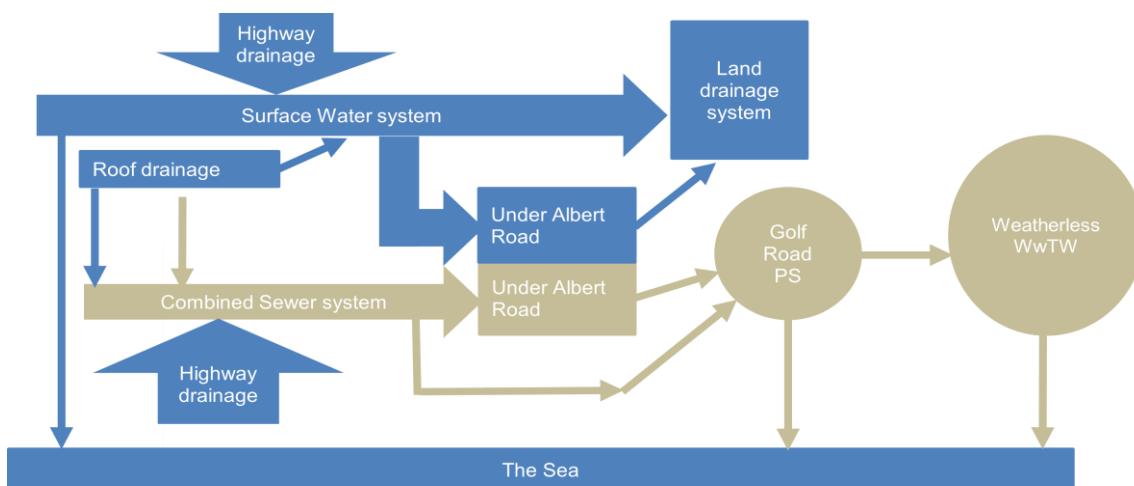 Highway
drainage
Surface Water system
Land
drainage
system
Roof drainage
Under Albert
Road
Golf
Road
PS
Weatherless
WwTW
Combined Sewer system
Under Albert
Road
Highway
drainage
The Sea